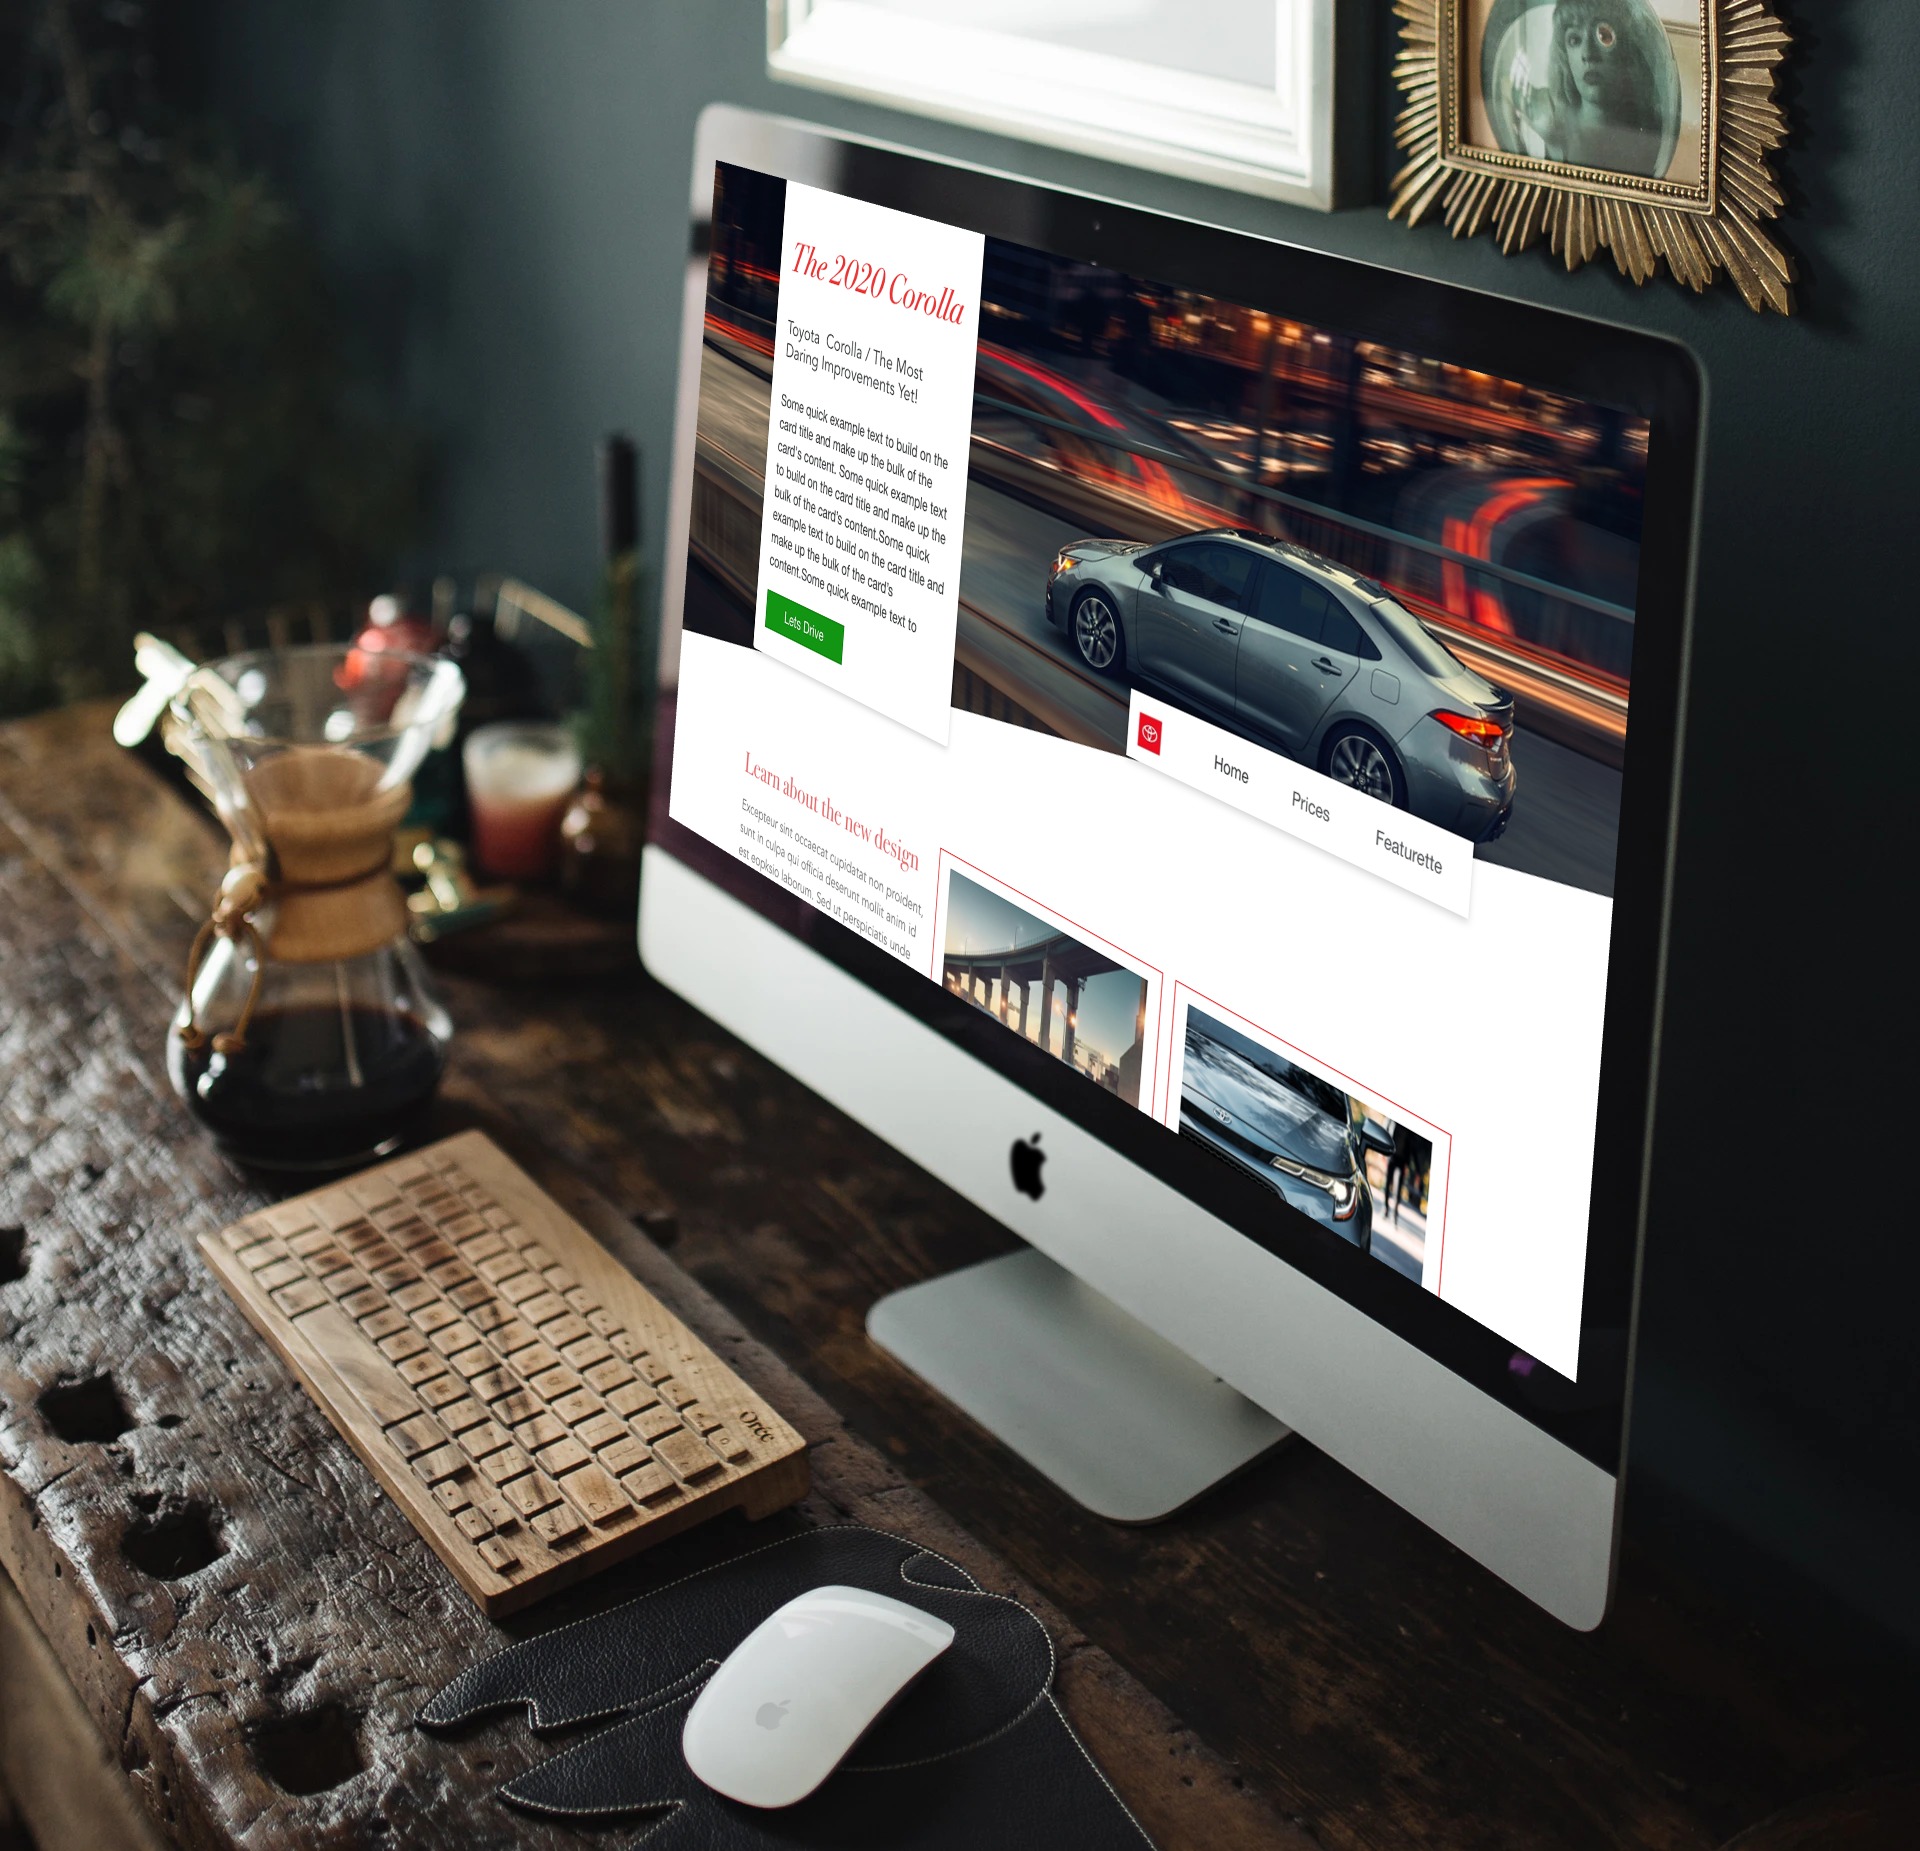 The 2020 Corolla
Toyota Corolla / The Most
Daring Improvements Yet!
Some quick example text to build on the
card title and make up the bulk of the
card's content. Some quick example text
to build on the card title and make up the
bulk of the card's content.Some quick
example text to build on the card title and
make up the bulk of the card's
content.Some quick example text to
Lets Drive
Home
Prices
Featurette
Learn about the new design
Excepteur sint occaecat cupidatat non proident,
sunt in culpa qui officia deserunt mollit anim id
est eopksio laborum. Sed ut perspiciatis unde
Orée